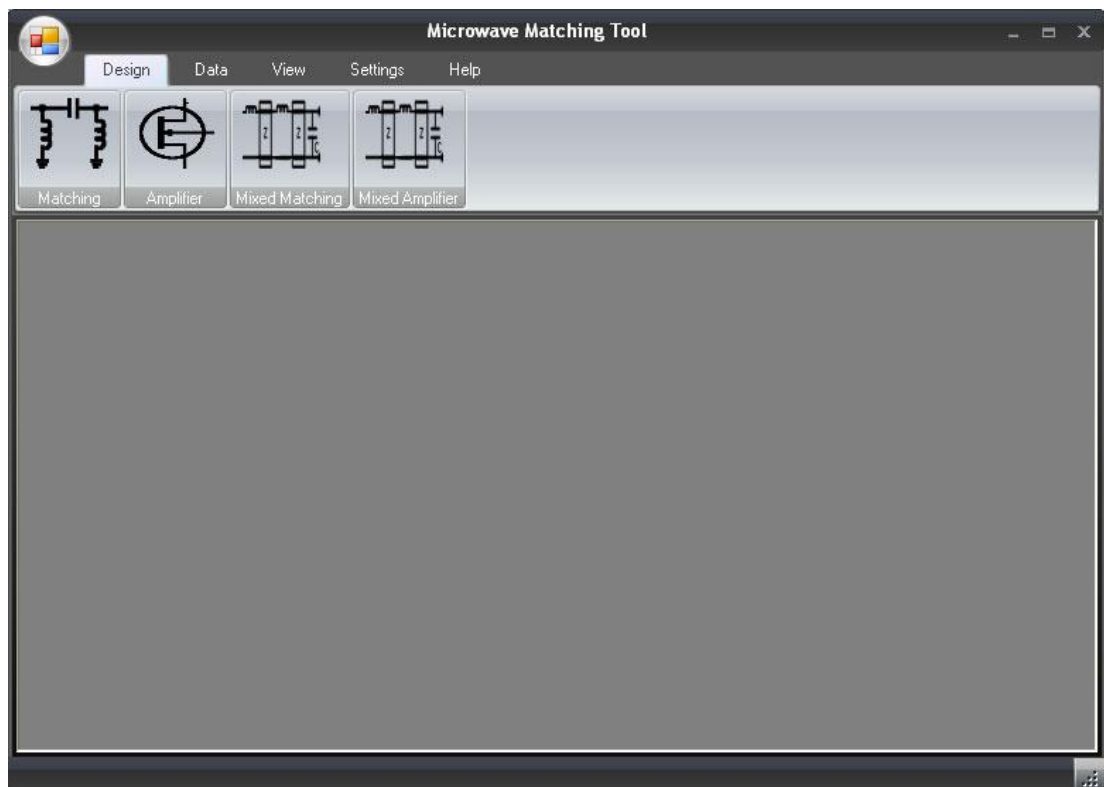 Microwave Matching Tool
Design Data View Settings Help
Z Z C Z Z C
Matching Amplifier Mixed Matching Mixed Amplifier